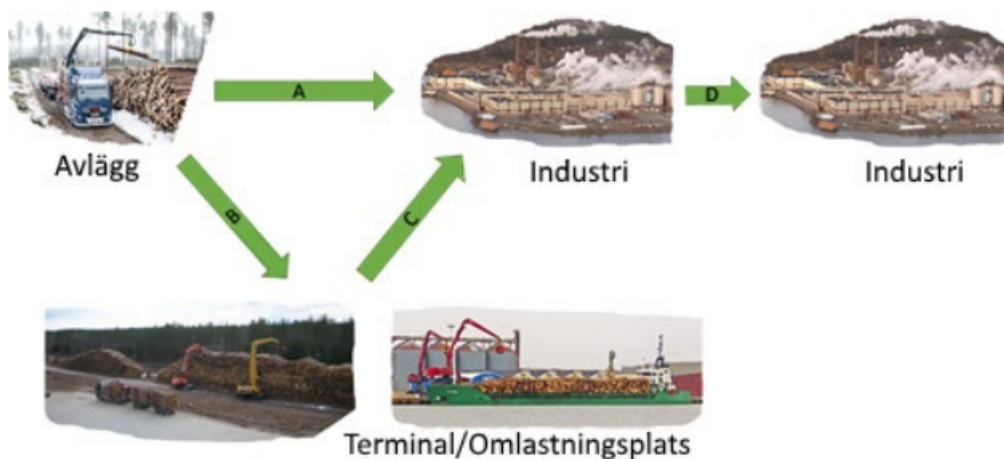 A
D
Avlägg
Industri
Industri
B
C
Terminal/Omlastningsplats